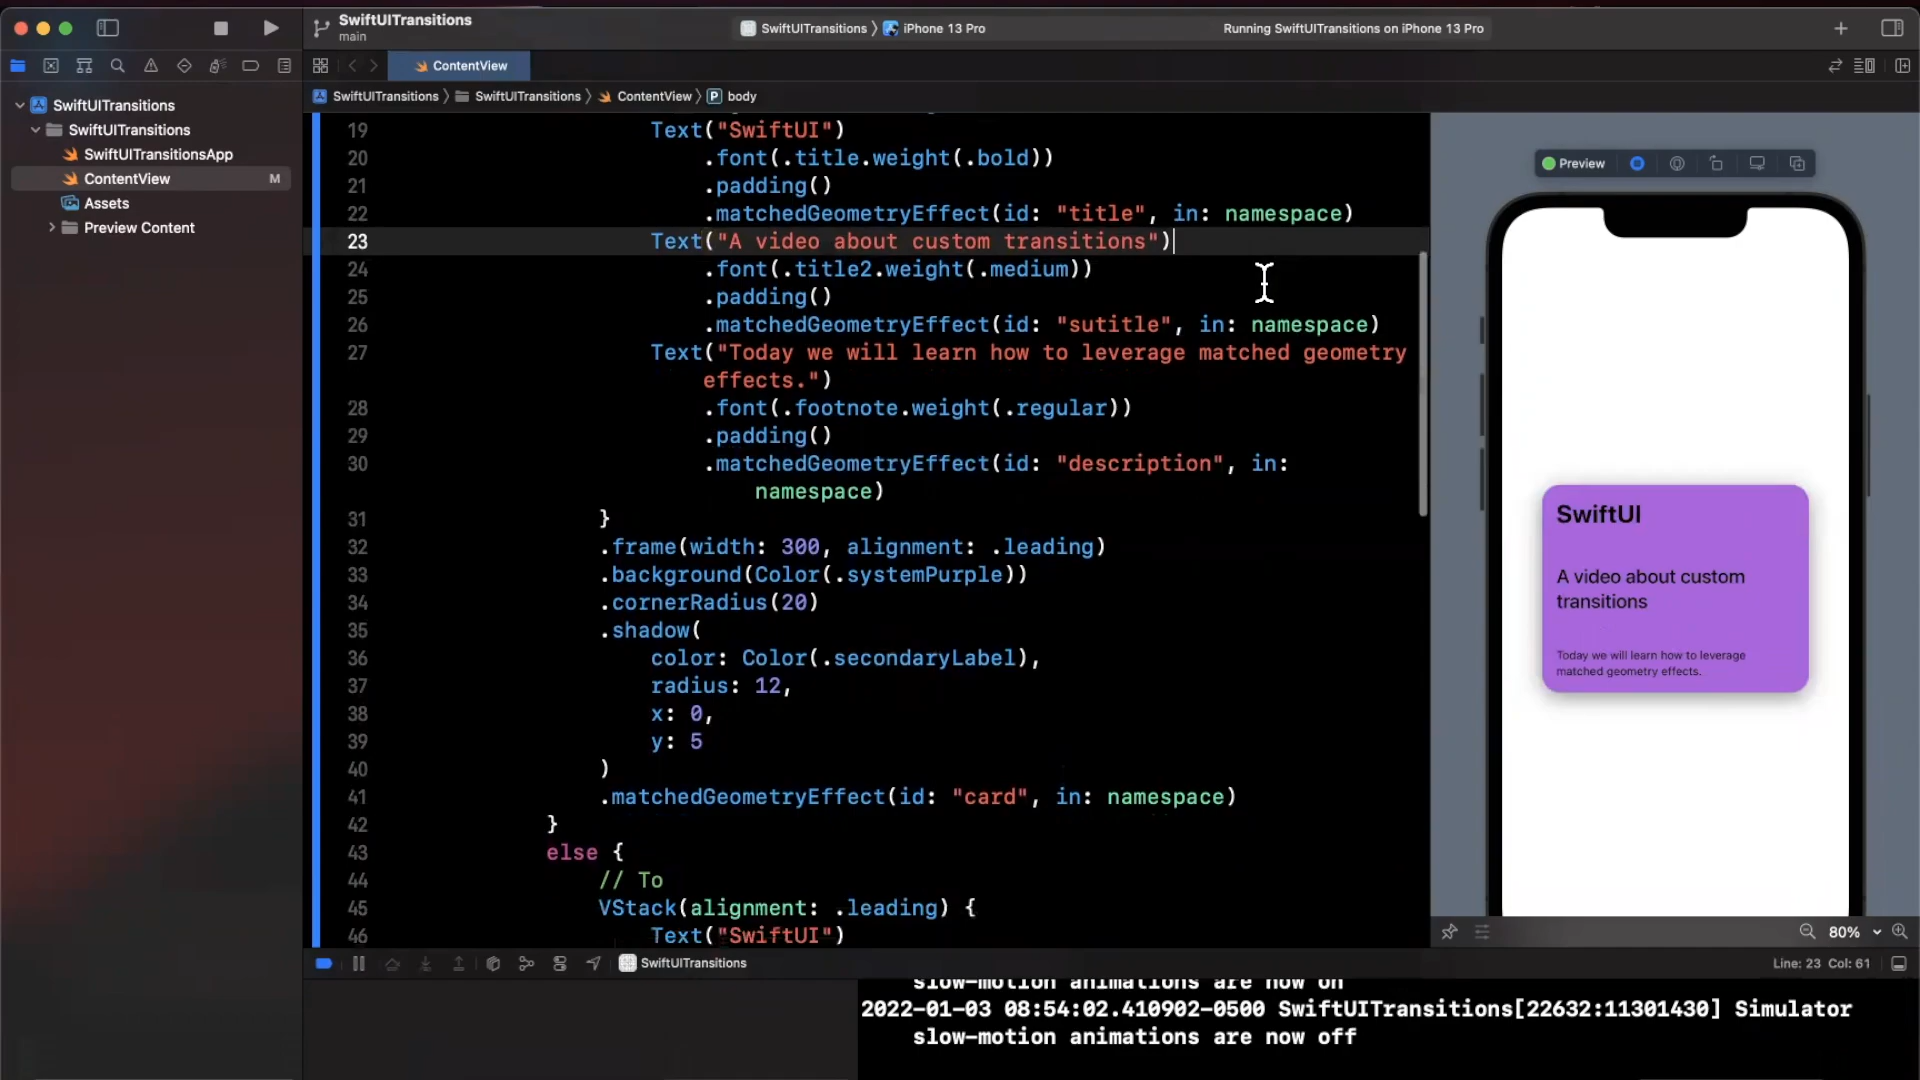 SwiftUITransitions
main
SwiftUITransitions 〉 iPhone 13 Pro
Running SwiftUITransitions on iPhone 13 Pro
ContentView
SwiftUITransitions 〉 SwiftUITransitions 〉 ContentView 〉 P body
SwiftUITransitions
SwiftUITransitions
SwiftUITransitionsApp
ContentView M
Assets
Preview Content
19 Text("SwiftUI")
20 .font(.title.weight(.bold))
21 .padding()
22 .matchedGeometryEffect(id: "title", in: namespace)
23 Text("A video about custom transitions")
24 .font(.title2.weight(.medium))
25 .padding()
26 .matchedGeometryEffect(id: "sutitle", in: namespace)
27 Text("Today we will learn how to leverage matched geometry
effects.")
28 .font(.footnote.weight(.regular))
29 .padding()
30 .matchedGeometryEffect(id: "description", in:
namespace)
31 }
32 .frame(width: 300, alignment: .leading)
33 .background(Color(.systemPurple))
34 .cornerRadius(20)
35 .shadow(
36 color: Color(.secondaryLabel),
37 radius: 12,
38 x: 0,
39 y: 5
40 )
41 .matchedGeometryEffect(id: "card", in: namespace)
42 }
43 else {
44 // To
45 VStack(alignment: .leading) {
46 Text("SwiftUI")
Preview
SwiftUI
A video about custom
transitions
Today we will learn how to leverage
matched geometry effects.
80%
SwiftUITransitions
Line: 23 Col: 61
slow-motion animations are now on
2022-01-03 08:54:02.410902-0500 SwiftUITransitions[22632:11301430] Simulator
slow-motion animations are now off